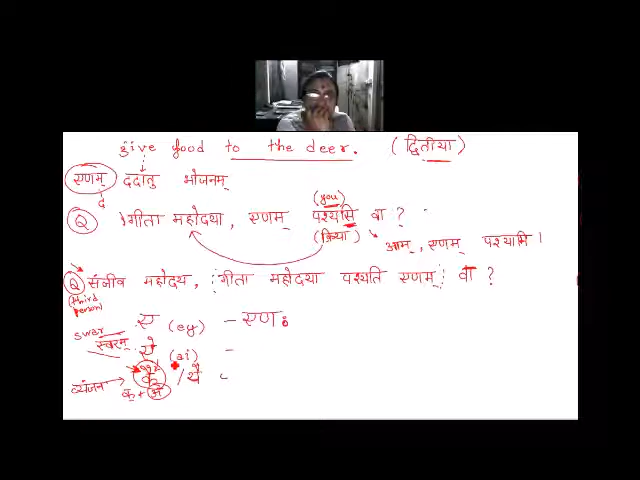 give food to the deer. (द्वितीया)
एणम् ददातु भोजनम्
द
(you)
Q गीता महोदया, एणम् पश्यसि वा ?
(क्रिया)
आम्, एणम् पश्यामि ।
Q संजीव महोदय, गीता महोदया पश्यति एणम् वा ?
(third person)
ए (ey) – एणः
swar
स्वरम्
ऐ (ai) –
व्यंजन → के / यै
क् +